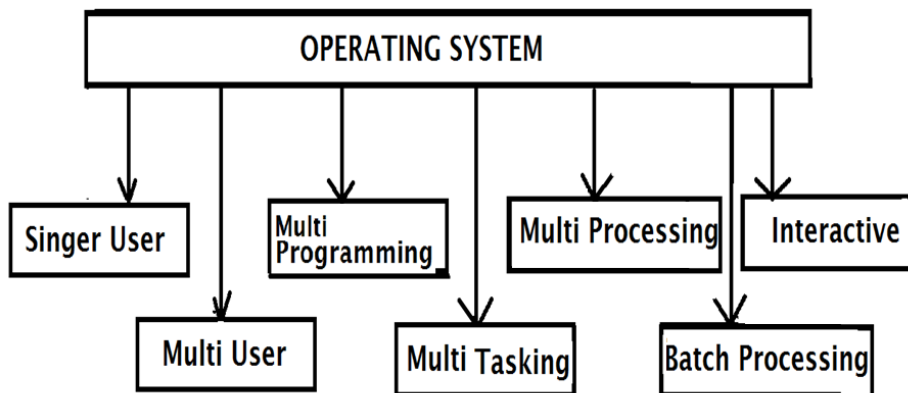 OPERATING SYSTEM
Singer User
Multi
Programming
Multi Processing
Interactive
Multi User
Multi Tasking
Batch Processing